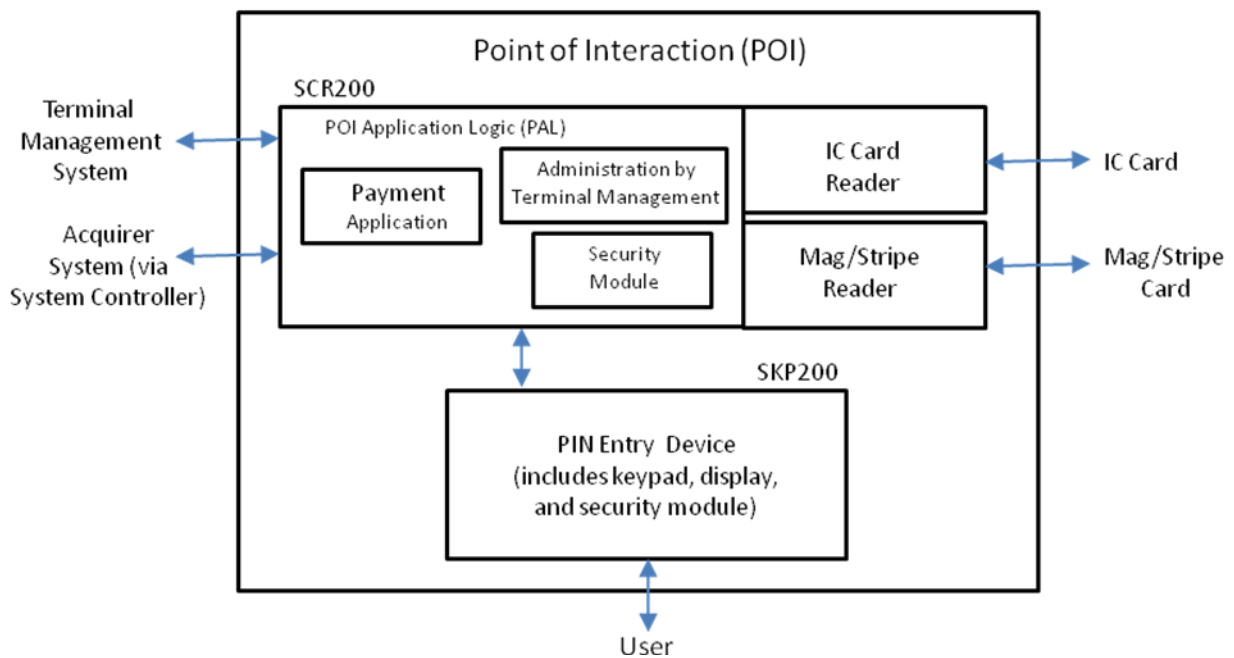 Point of Interaction (POI)
SCR200
Terminal
Management
System
POI Application Logic (PAL)
Payment
Application
Administration by
Terminal Management
Security
Module
IC Card
Reader
IC Card
Acquirer
System (via
System Controller)
Mag/Stripe
Reader
Mag/Stripe
Card
SKP200
PIN Entry Device
(includes keypad, display,
and security module)
User